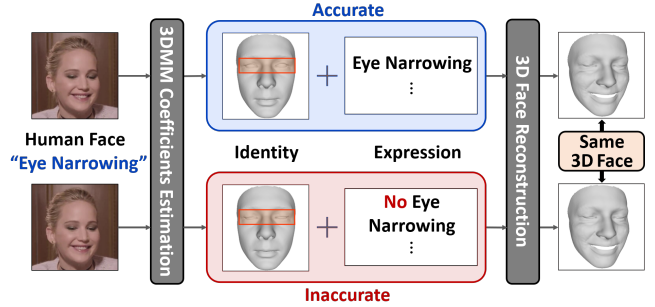 Accurate
3DMM Coefficients Estimation
Eye Narrowing
⋮
3D Face Reconstruction
Human Face
“Eye Narrowing”
Identity
Expression
Same
3D Face
No Eye
Narrowing
⋮
Inaccurate